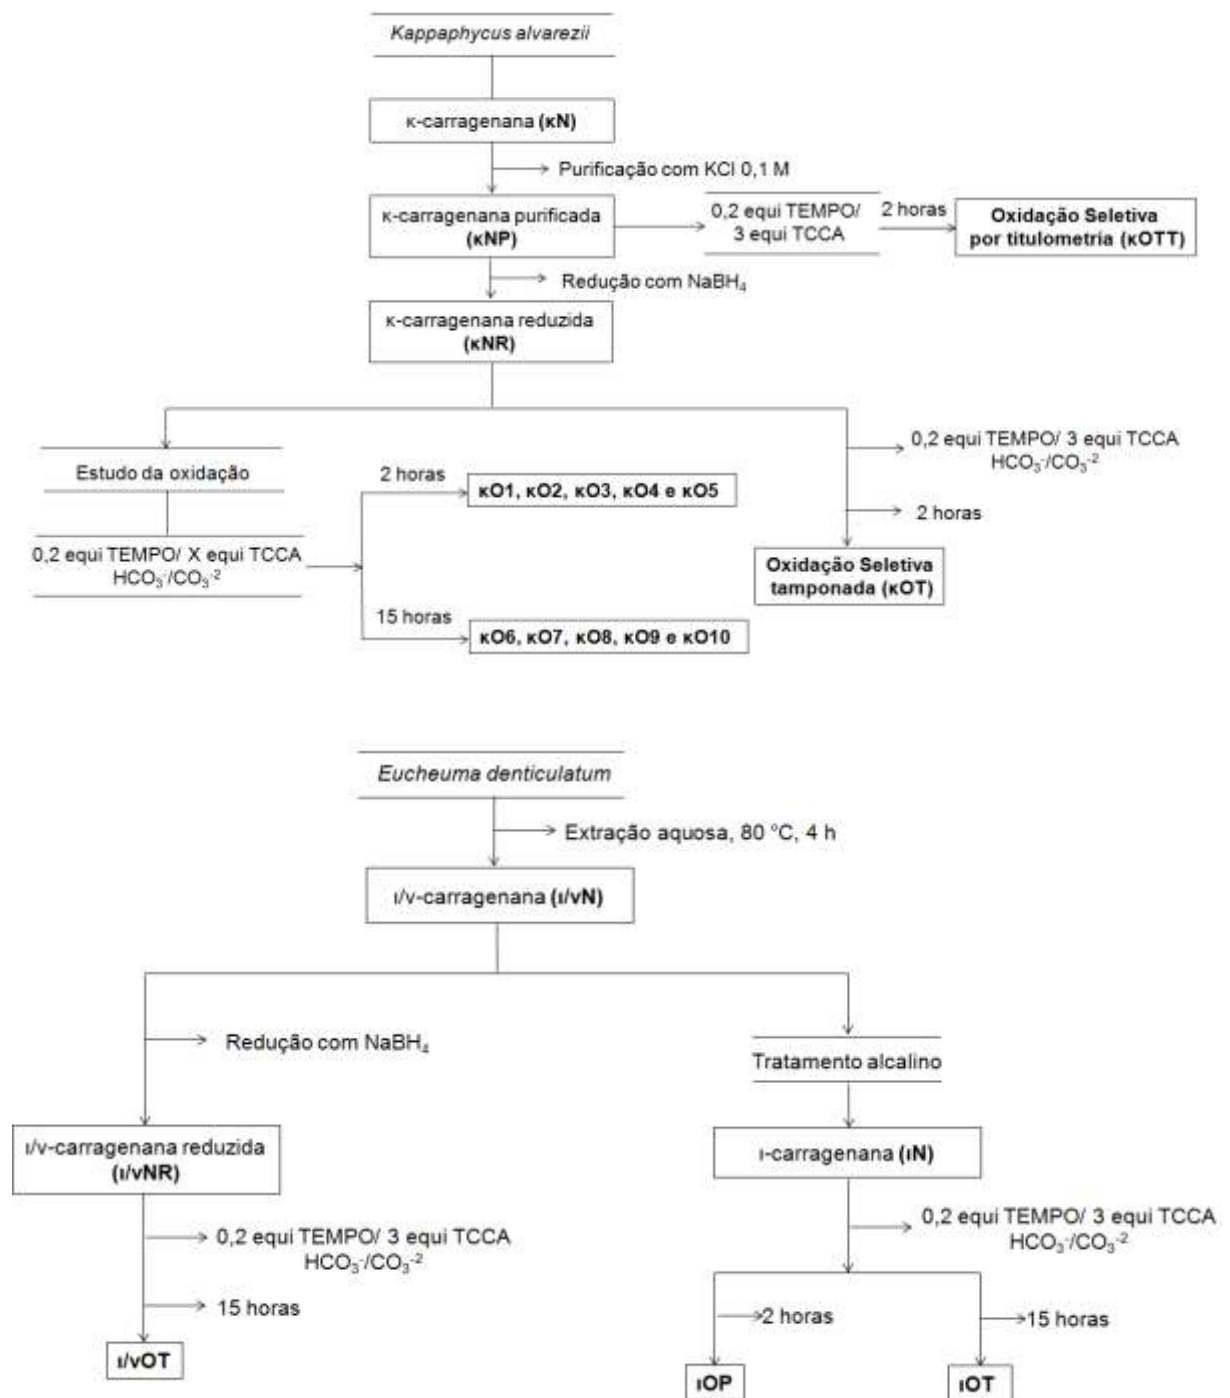 Kappaphycus alvarezii
κ-carragenana (κN)
Purificação com KCl 0,1 M
κ-carragenana purificada
(κNP)
0,2 equi TEMPO/
3 equi TCCA
2 horas
Oxidação Seletiva
por titulometria (κOTT)
Redução com NaBH₄
κ-carragenana reduzida
(κNR)
Estudo da oxidação
0,2 equi TEMPO/ X equi TCCA
HCO₃⁻/CO₃⁻²
2 horas
κO1, κO2, κO3, κO4 e κO5
15 horas
κO6, κO7, κO8, κO9 e κO10
0,2 equi TEMPO/ 3 equi TCCA
HCO₃⁻/CO₃⁻²
2 horas
Oxidação Seletiva
tamponada (κOT)
Eucheuma denticulatum
Extração aquosa, 80 °C, 4 h
ι/ν-carragenana (ι/νN)
Redução com NaBH₄
ι/ν-carragenana reduzida
(ι/νNR)
0,2 equi TEMPO/ 3 equi TCCA
HCO₃⁻/CO₃⁻²
15 horas
ι/νOT
Tratamento alcalino
ι-carragenana (ιN)
0,2 equi TEMPO/ 3 equi TCCA
HCO₃⁻/CO₃⁻²
2 horas
15 horas
ιOP
ιOT